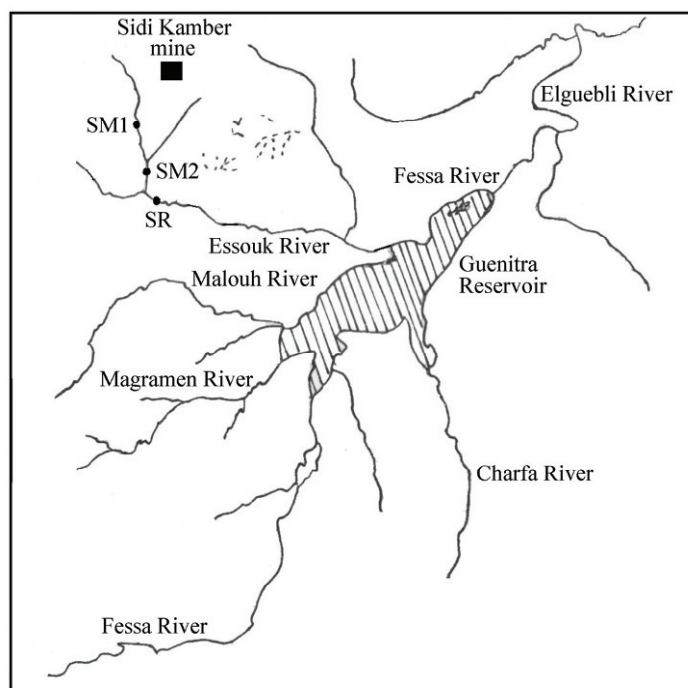 Sidi Kamber
mine
Elguebli River
SM1
SM2
Fessa River
SR
Essouk River
Guenitra
Reservoir
Malouh River
Magramen River
Charfa River
Fessa River